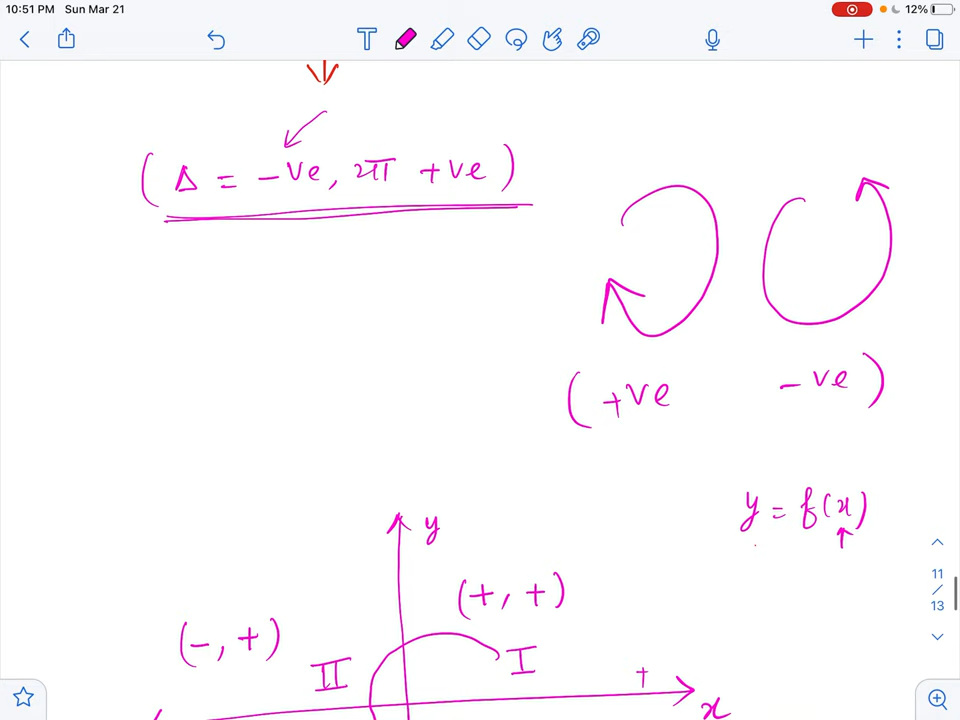 10:51 PM Sun Mar 21
12%
T
(Δ = -ve, 2π +ve)
(+ve -ve)
y = f(x)
y
(+, +)
(-, +)
II
I
+
x
11
/
13